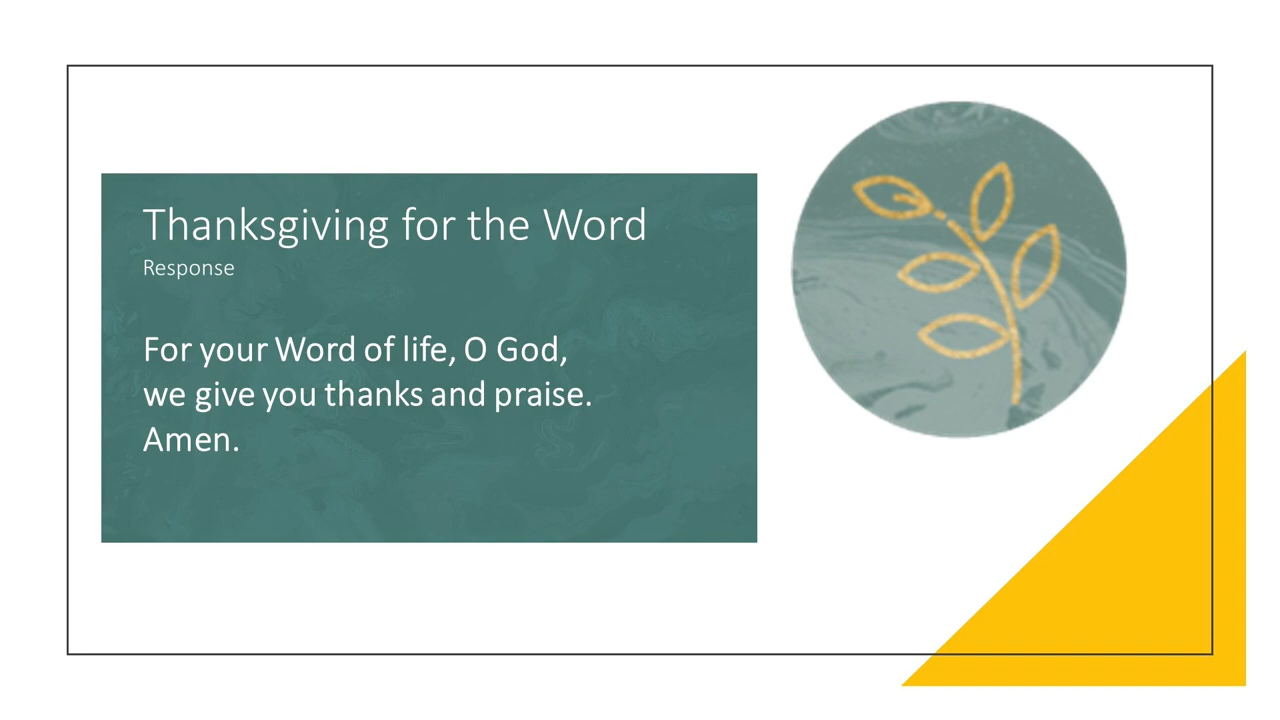 Thanksgiving for the Word
Response
For your Word of life, O God,
we give you thanks and praise.
Amen.